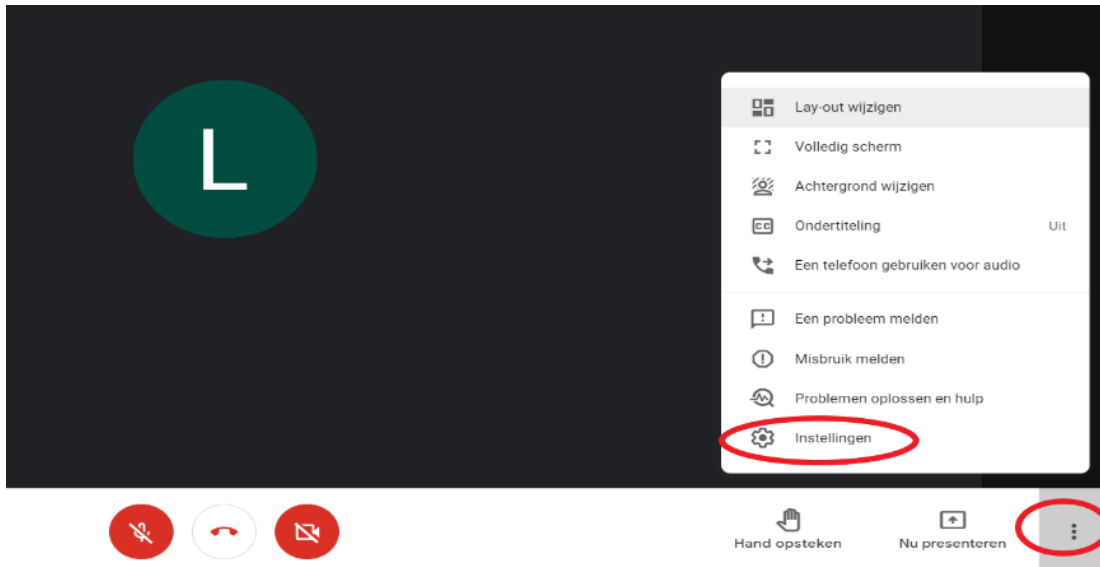 L
Lay-out wijzigen
Volledig scherm
Achtergrond wijzigen
CC Ondertiteling Uit
Een telefoon gebruiken voor audio
Een probleem melden
Misbruik melden
Problemen oplossen en hulp
Instellingen
Hand opsteken Nu presenteren